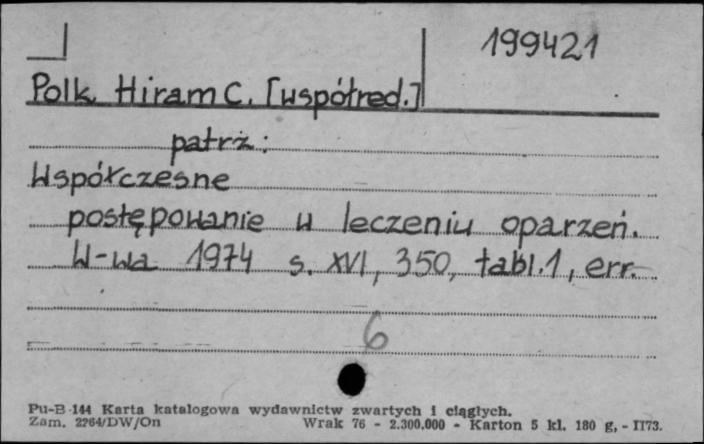 199421
Polk Hiram C. [współred.]
patrz:
Współczesne
postępowanie w leczeniu oparzeń.
W-wa 1974 s. XVI, 350, tabl. 1, err.
6
Pu-B-144 Karta katalogowa wydawnictw zwartych i ciągłych.
Zam. 2264/DW/On Wrak 76 - 2.300.000 - Karton 5 kl. 180 g, - II73.